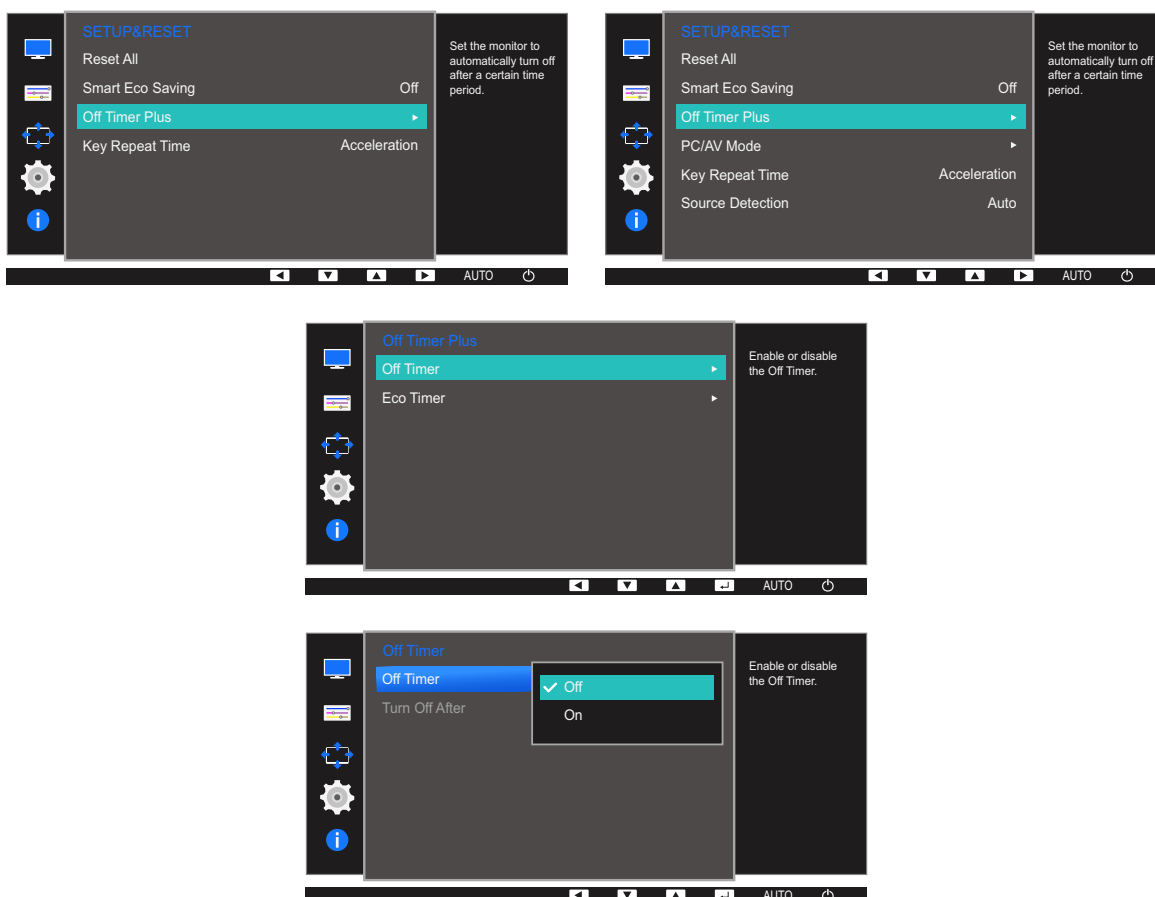 SETUP&RESET
Reset All
Smart Eco Saving Off
Off Timer Plus
Key Repeat Time Acceleration
Set the monitor to
automatically turn off
after a certain time
period.
AUTO
SETUP&RESET
Reset All
Smart Eco Saving Off
Off Timer Plus
PC/AV Mode
Key Repeat Time Acceleration
Source Detection Auto
Set the monitor to
automatically turn off
after a certain time
period.
AUTO
Off Timer Plus
Off Timer
Eco Timer
Enable or disable
the Off Timer.
AUTO
Off Timer
Off Timer
Turn Off After
Off
On
Enable or disable
the Off Timer.
AUTO